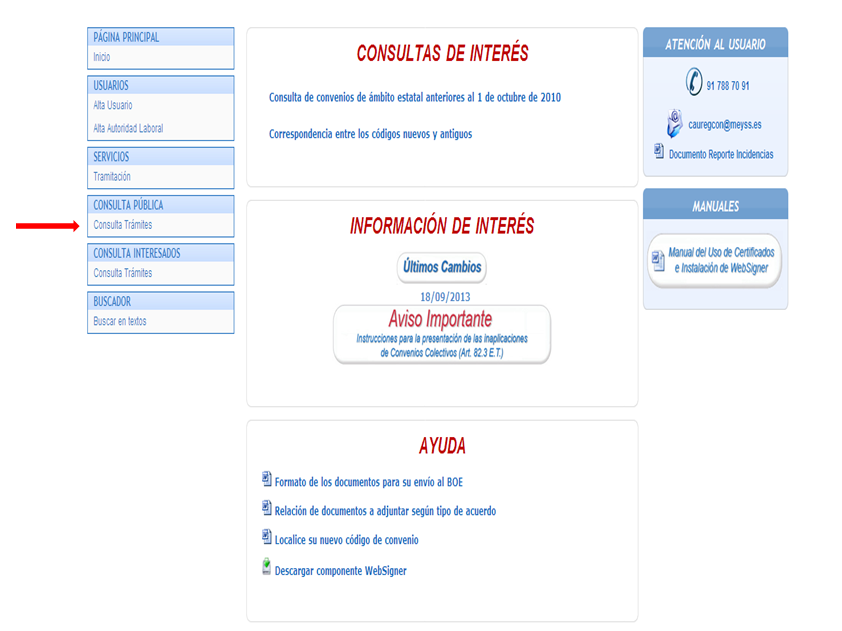 PÁGINA PRINCIPAL
Inicio
USUARIOS
Alta Usuario
Alta Autoridad Laboral
SERVICIOS
Tramitación
CONSULTA PÚBLICA
Consulta Trámites
CONSULTA INTERESADOS
Consulta Trámites
BUSCADOR
Buscar en textos
CONSULTAS DE INTERÉS
Consulta de convenios de ámbito estatal anteriores al 1 de octubre de 2010
Correspondencia entre los códigos nuevos y antiguos
INFORMACIÓN DE INTERÉS
Últimos Cambios
18/09/2013
Aviso Importante
Instrucciones para la presentación de las inaplicaciones
de Convenios Colectivos (Art. 82.3 E.T.)
AYUDA
Formato de los documentos para su envío al BOE
Relación de documentos a adjuntar según tipo de acuerdo
Localice su nuevo código de convenio
Descargar componente WebSigner
ATENCIÓN AL USUARIO
91 788 70 91
cauregcon@meyss.es
Documento Reporte Incidencias
MANUALES
Manual del Uso de Certificados
e Instalación de WebSigner